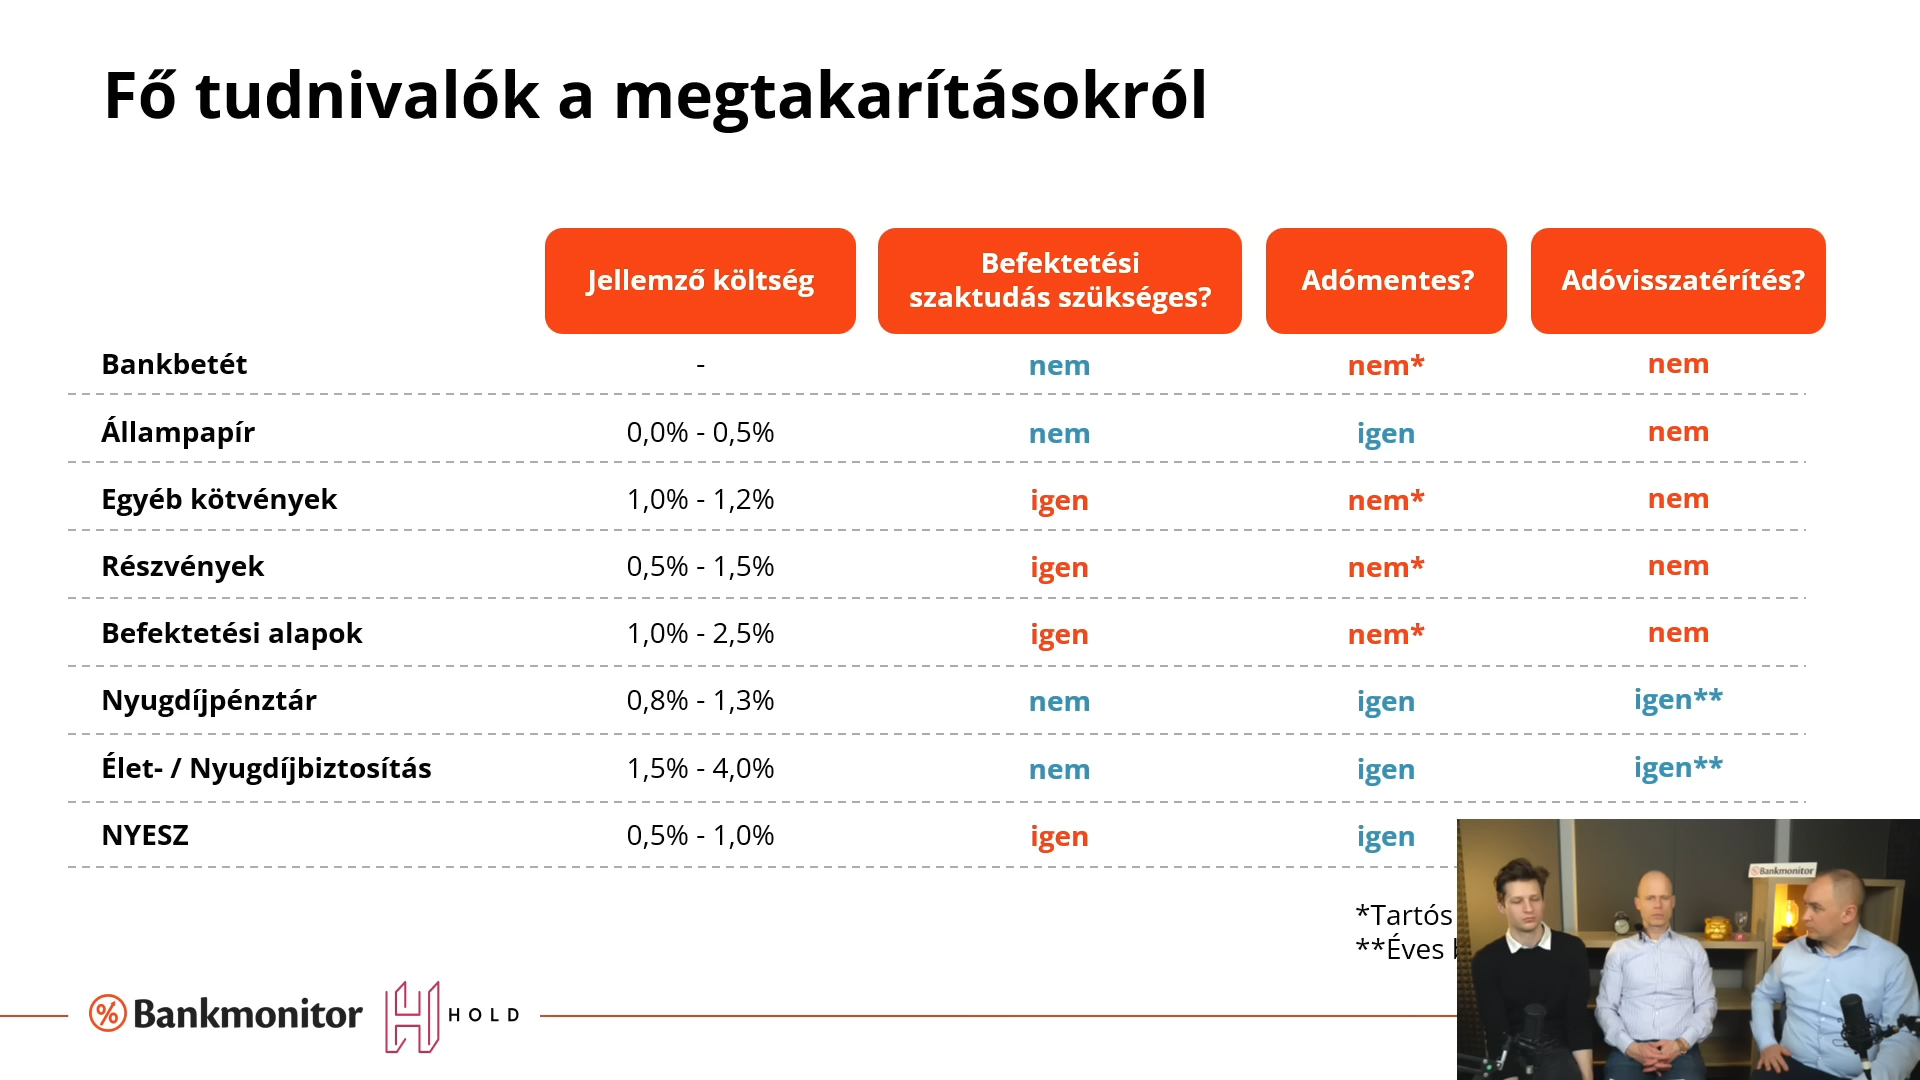 Fő tudnivalók a megtakarításokról
Jellemző költség
Befektetési
szaktudás szükséges?
Adómentes?
Adóvisszatérítés?
Bankbetét - nem nem* nem
Állampapír 0,0% - 0,5% nem igen nem
Egyéb kötvények 1,0% - 1,2% igen nem* nem
Részvények 0,5% - 1,5% igen nem* nem
Befektetési alapok 1,0% - 2,5% igen nem* nem
Nyugdíjpénztár 0,8% - 1,3% nem igen igen**
Élet- / Nyugdíjbiztosítás 1,5% - 4,0% nem igen igen**
NYESZ 0,5% - 1,0% igen igen
*Tartós
**Éves
Bankmonitor
HOLD
Bankmonitor